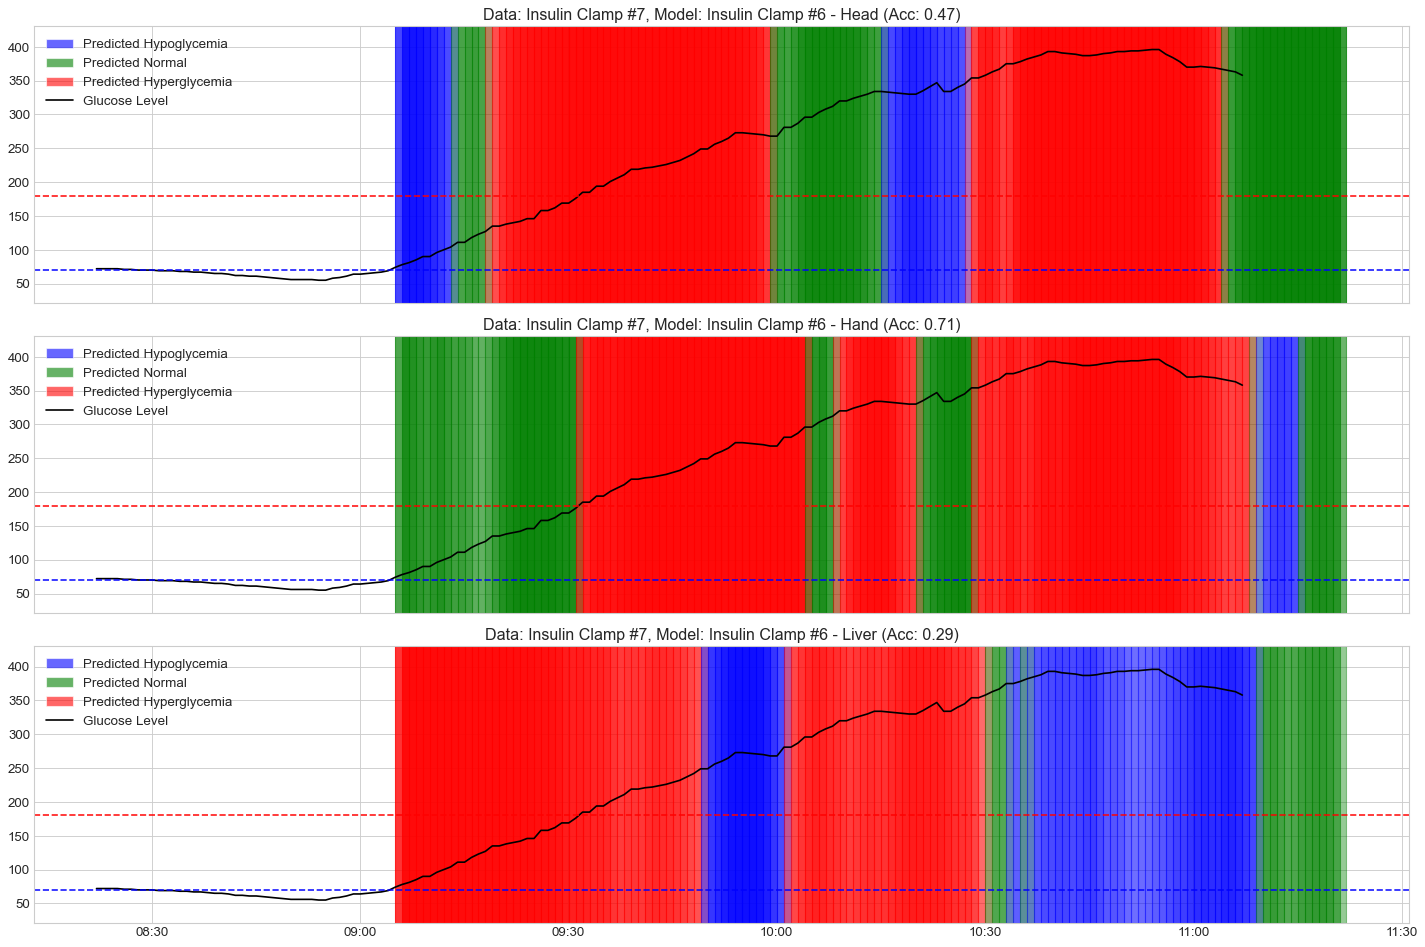 Data: Insulin Clamp #7, Model: Insulin Clamp #6 - Head (Acc: 0.47)
Predicted Hypoglycemia
Predicted Normal
Predicted Hyperglycemia
Glucose Level
400
350
300
250
200
150
100
50
Data: Insulin Clamp #7, Model: Insulin Clamp #6 - Hand (Acc: 0.71)
Predicted Hypoglycemia
Predicted Normal
Predicted Hyperglycemia
Glucose Level
400
350
300
250
200
150
100
50
Data: Insulin Clamp #7, Model: Insulin Clamp #6 - Liver (Acc: 0.29)
Predicted Hypoglycemia
Predicted Normal
Predicted Hyperglycemia
Glucose Level
400
350
300
250
200
150
100
50
08:30 09:00 09:30 10:00 10:30 11:00 11:30